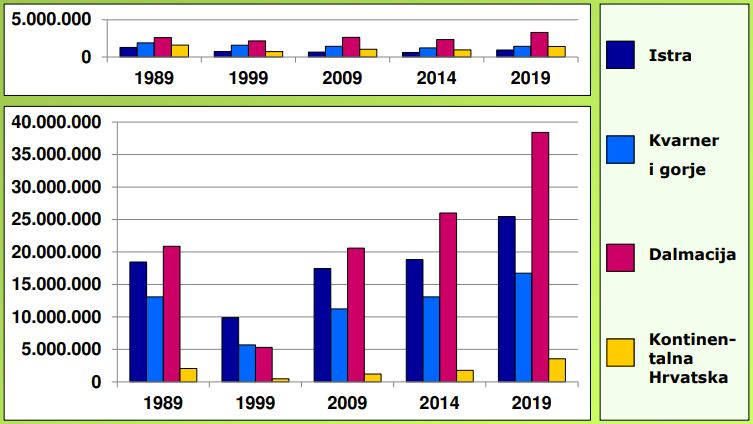 5.000.000
0
1989 1999 2009 2014 2019
40.000.000
35.000.000
30.000.000
25.000.000
20.000.000
15.000.000
10.000.000
5.000.000
0
1989 1999 2009 2014 2019
Istra
Kvarner
i gorje
Dalmacija
Kontinen-
talna
Hrvatska